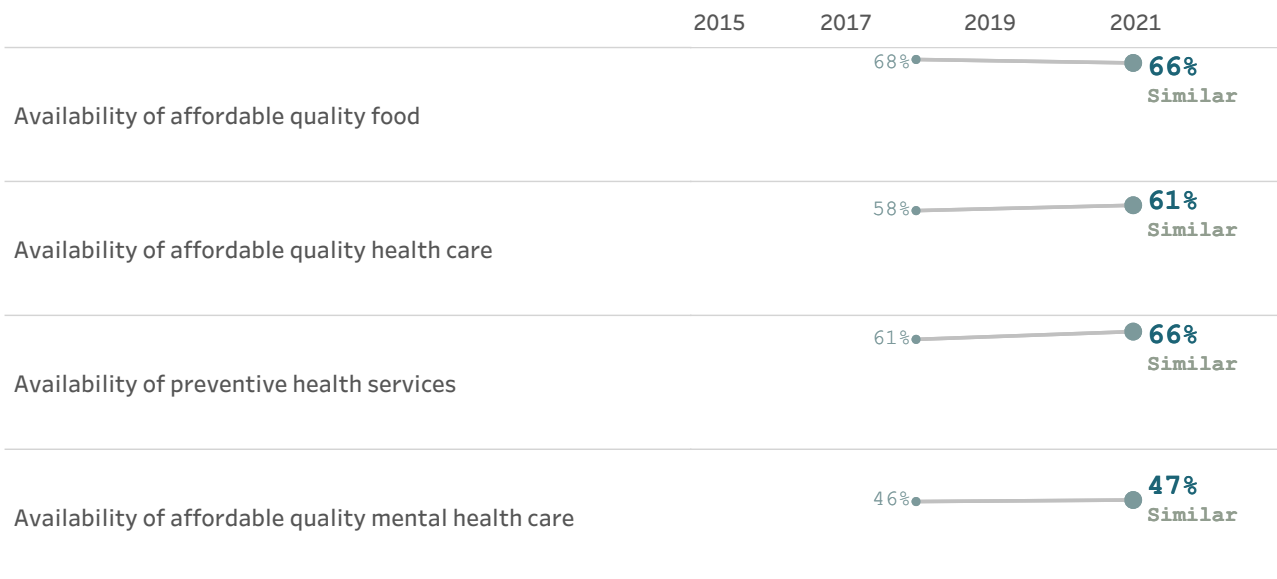 2015 2017 2019 2021
68% 66%
Similar
Availability of affordable quality food
58% 61%
Similar
Availability of affordable quality health care
61% 66%
Similar
Availability of preventive health services
46% 47%
Similar
Availability of affordable quality mental health care